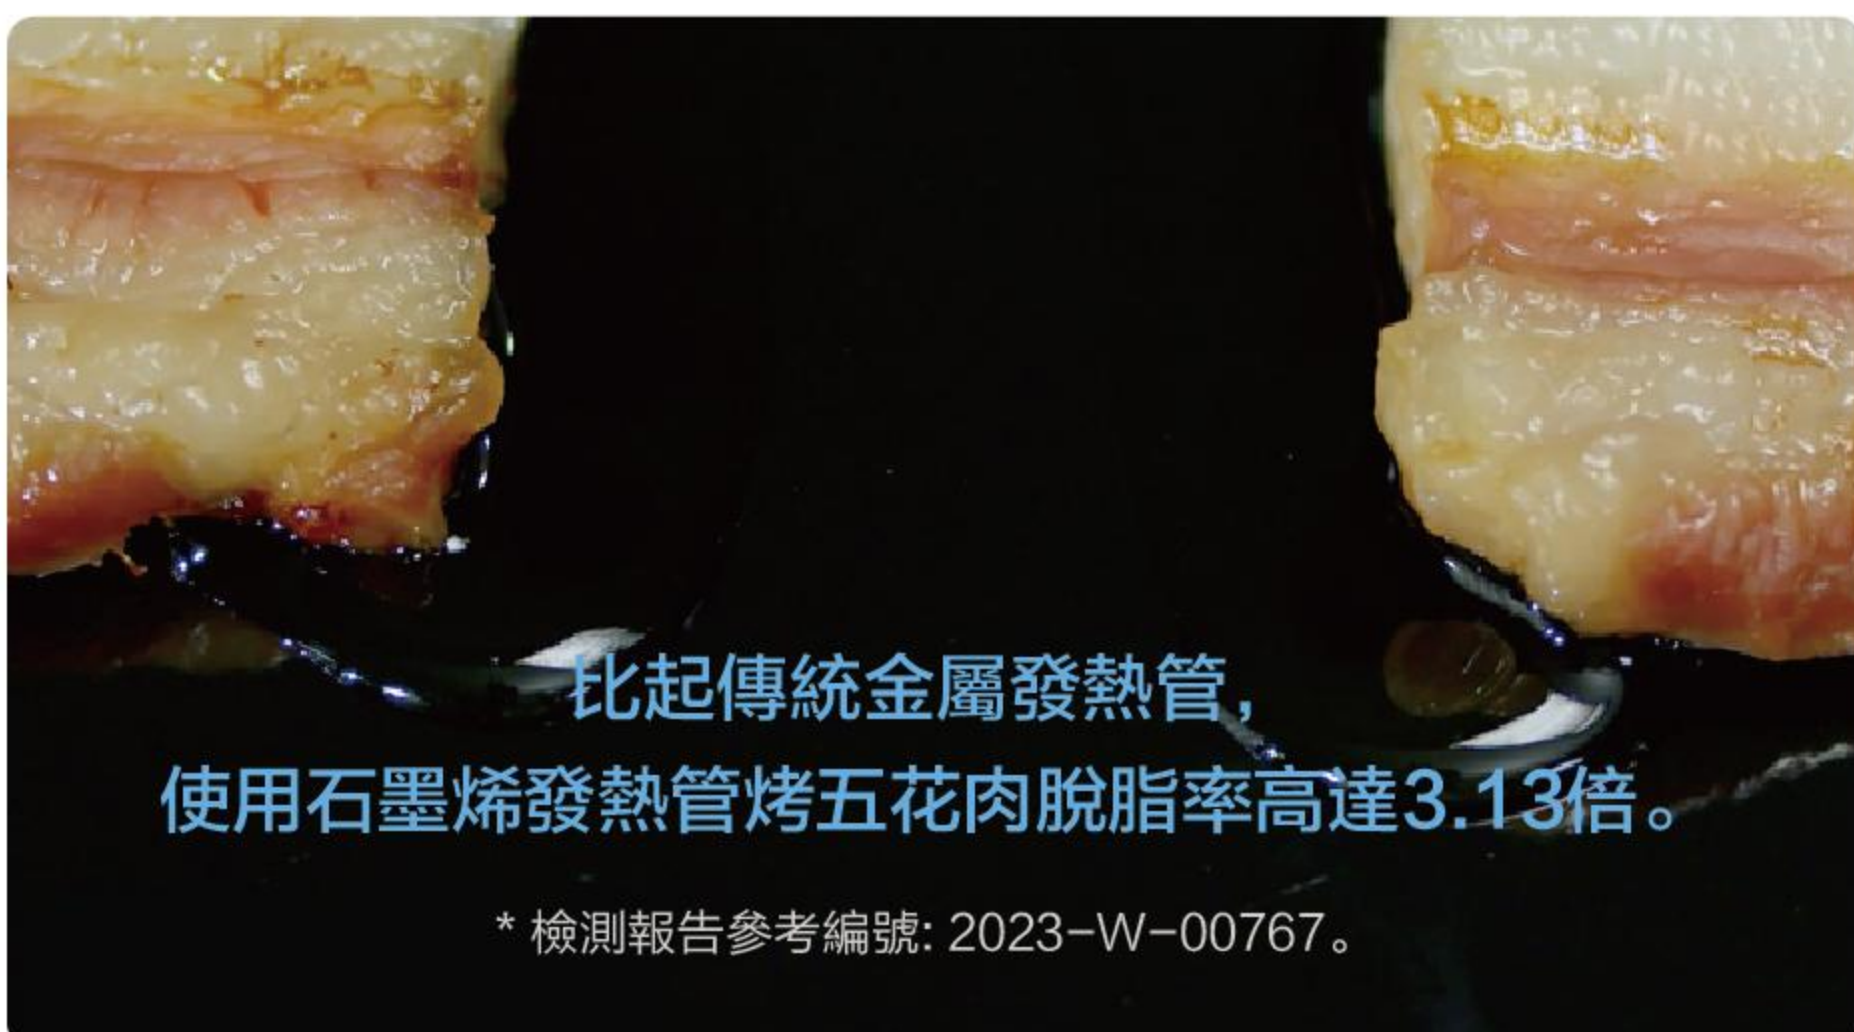 比起傳統金屬發熱管，
使用石墨烯發熱管烤五花肉脫脂率高達3.13倍。
* 檢測報告參考編號: 2023-W-00767。